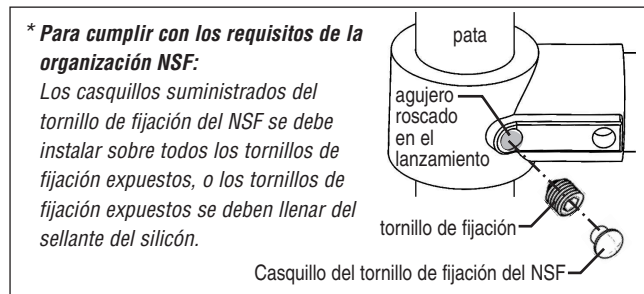 * Para cumplir con los requisitos de la
organización NSF:
Los casquillos suministrados del
tornillo de fijación del NSF se debe
instalar sobre todos los tornillos de
fijación expuestos, o los tornillos de
fijación expuestos se deben llenar del
sellante del silicón.
pata
agujero
roscado
en el
lanzamiento
tornillo de fijación
Casquillo del tornillo de fijación del NSF